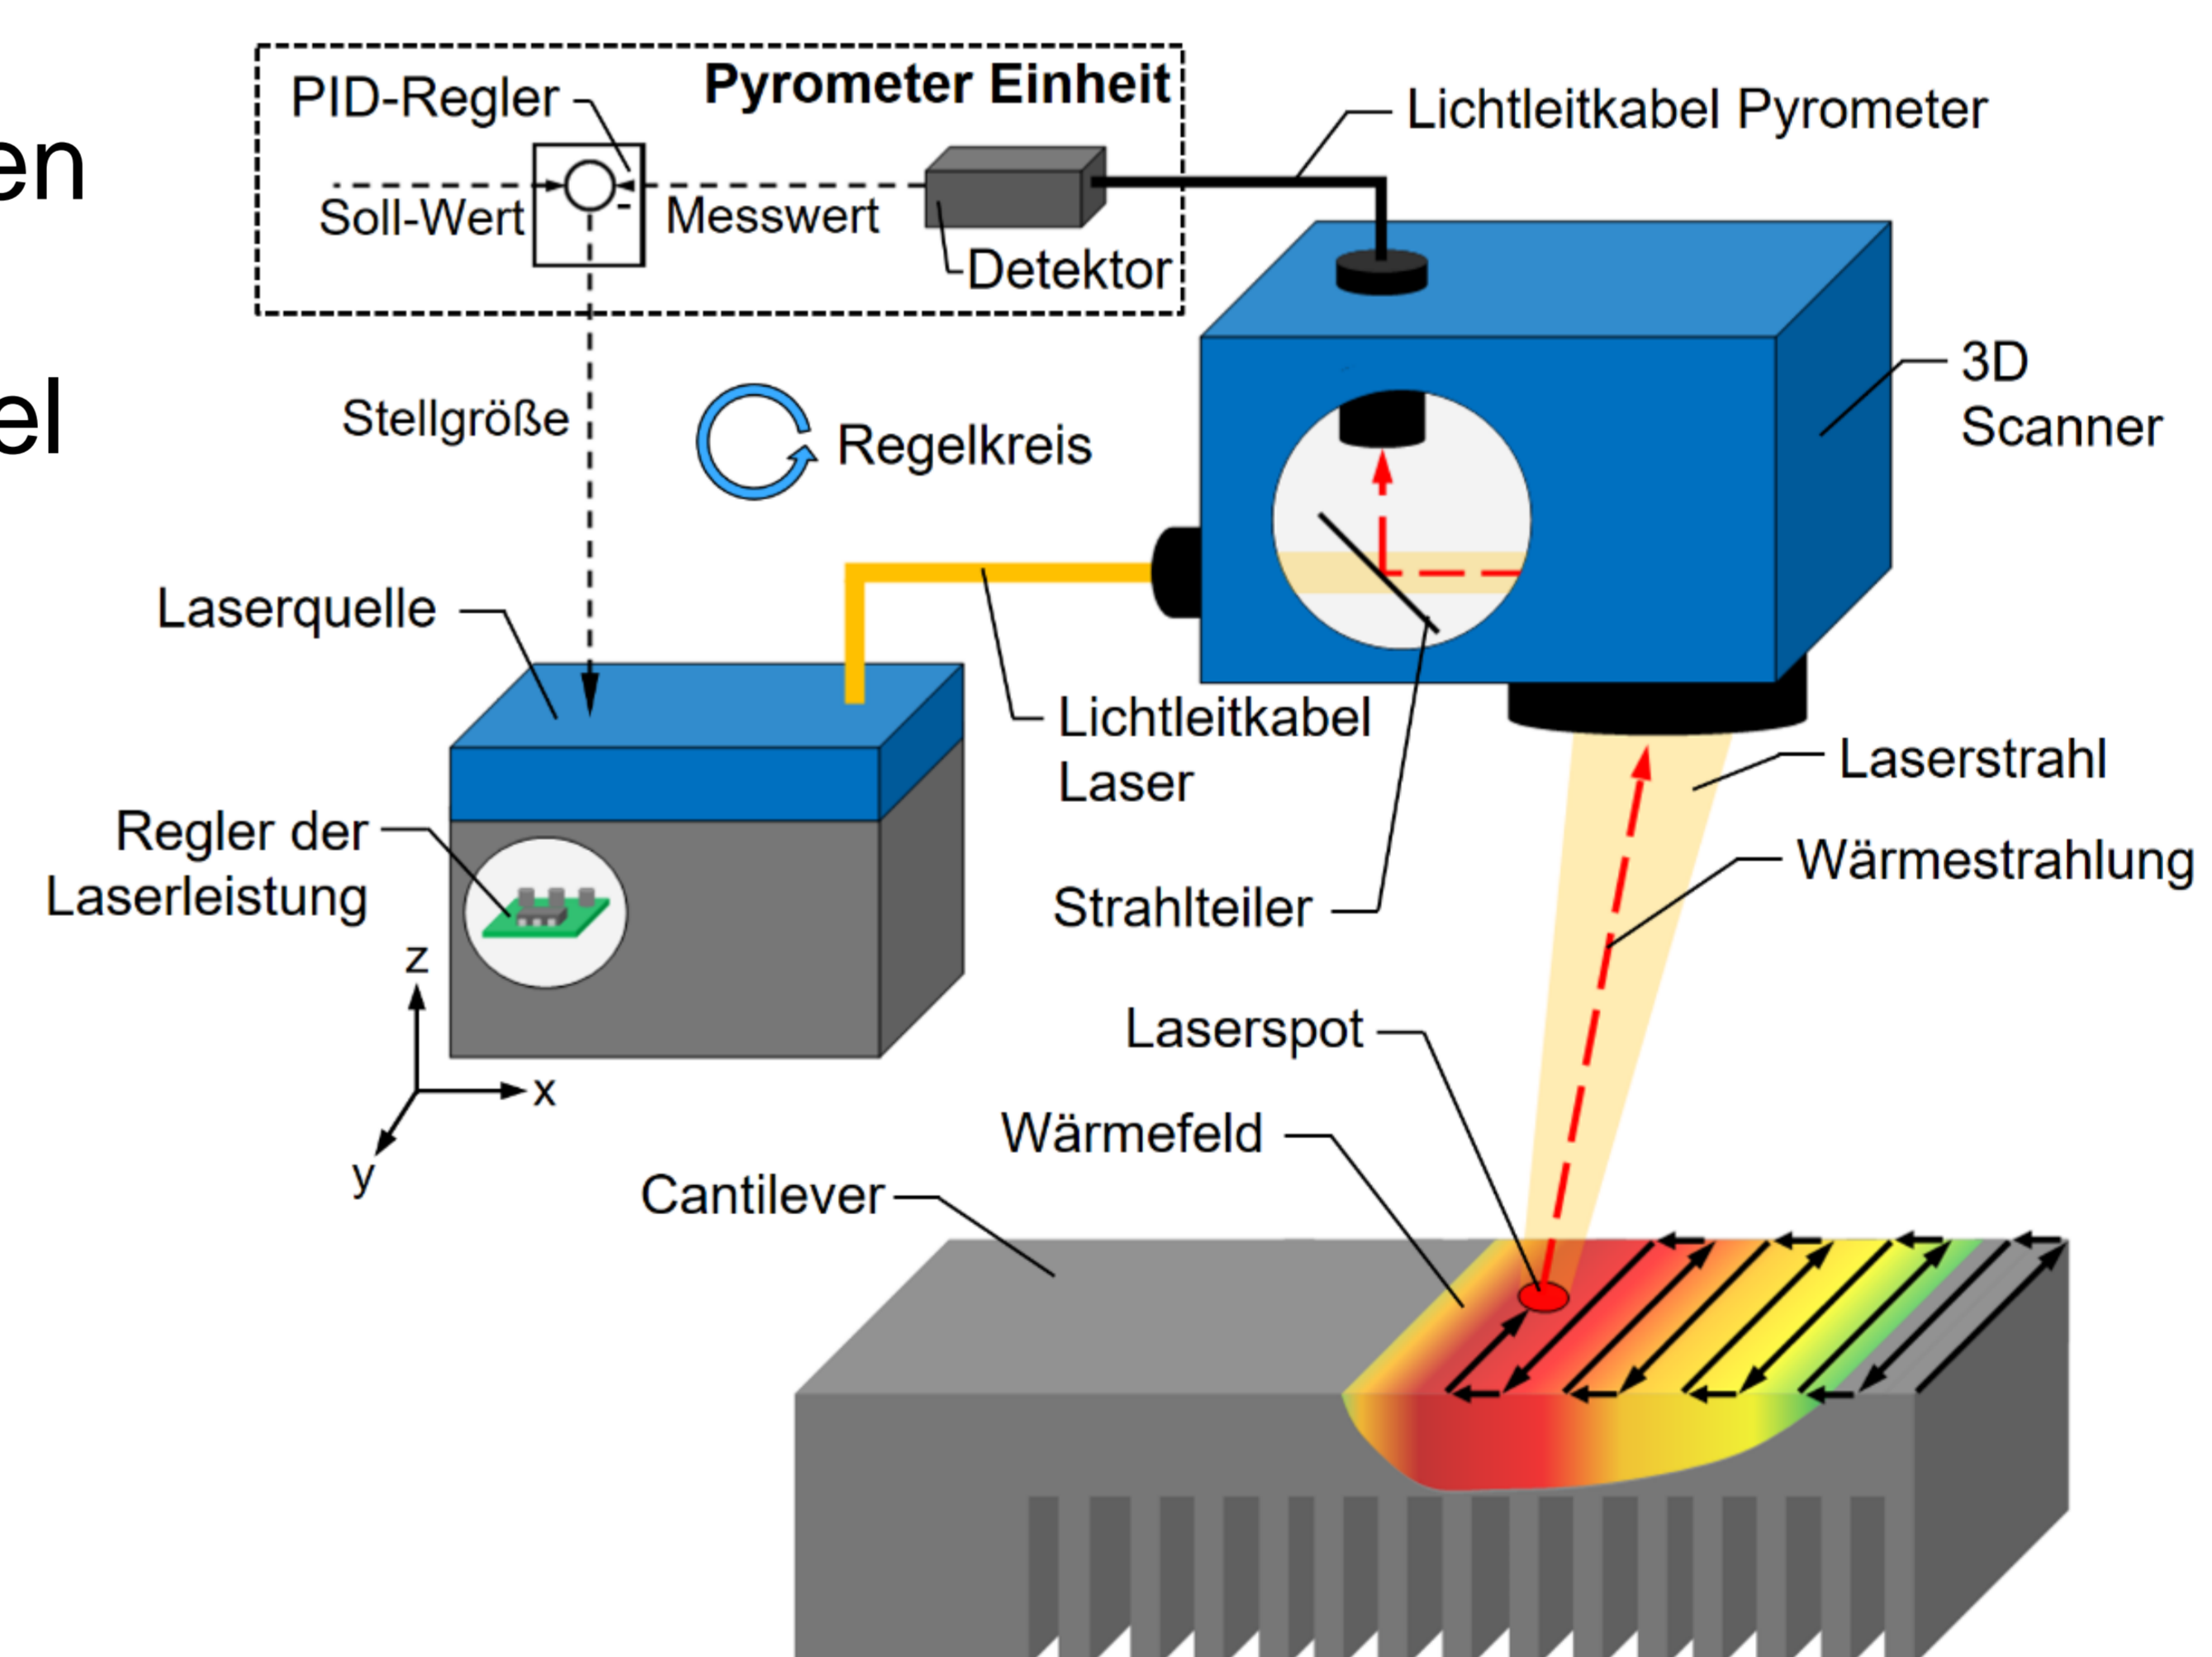 en
el
PID-Regler
Pyrometer Einheit
Soll-Wert
-
Messwert
Detektor
Lichtleitkabel Pyrometer
3D
Scanner
Stellgröße
Regelkreis
Laserquelle
Lichtleitkabel
Laser
Laserstrahl
Regler der
Laserleistung
Wärmestrahlung
Strahlteiler
z
x
y
Laserspot
Wärmefeld
Cantilever